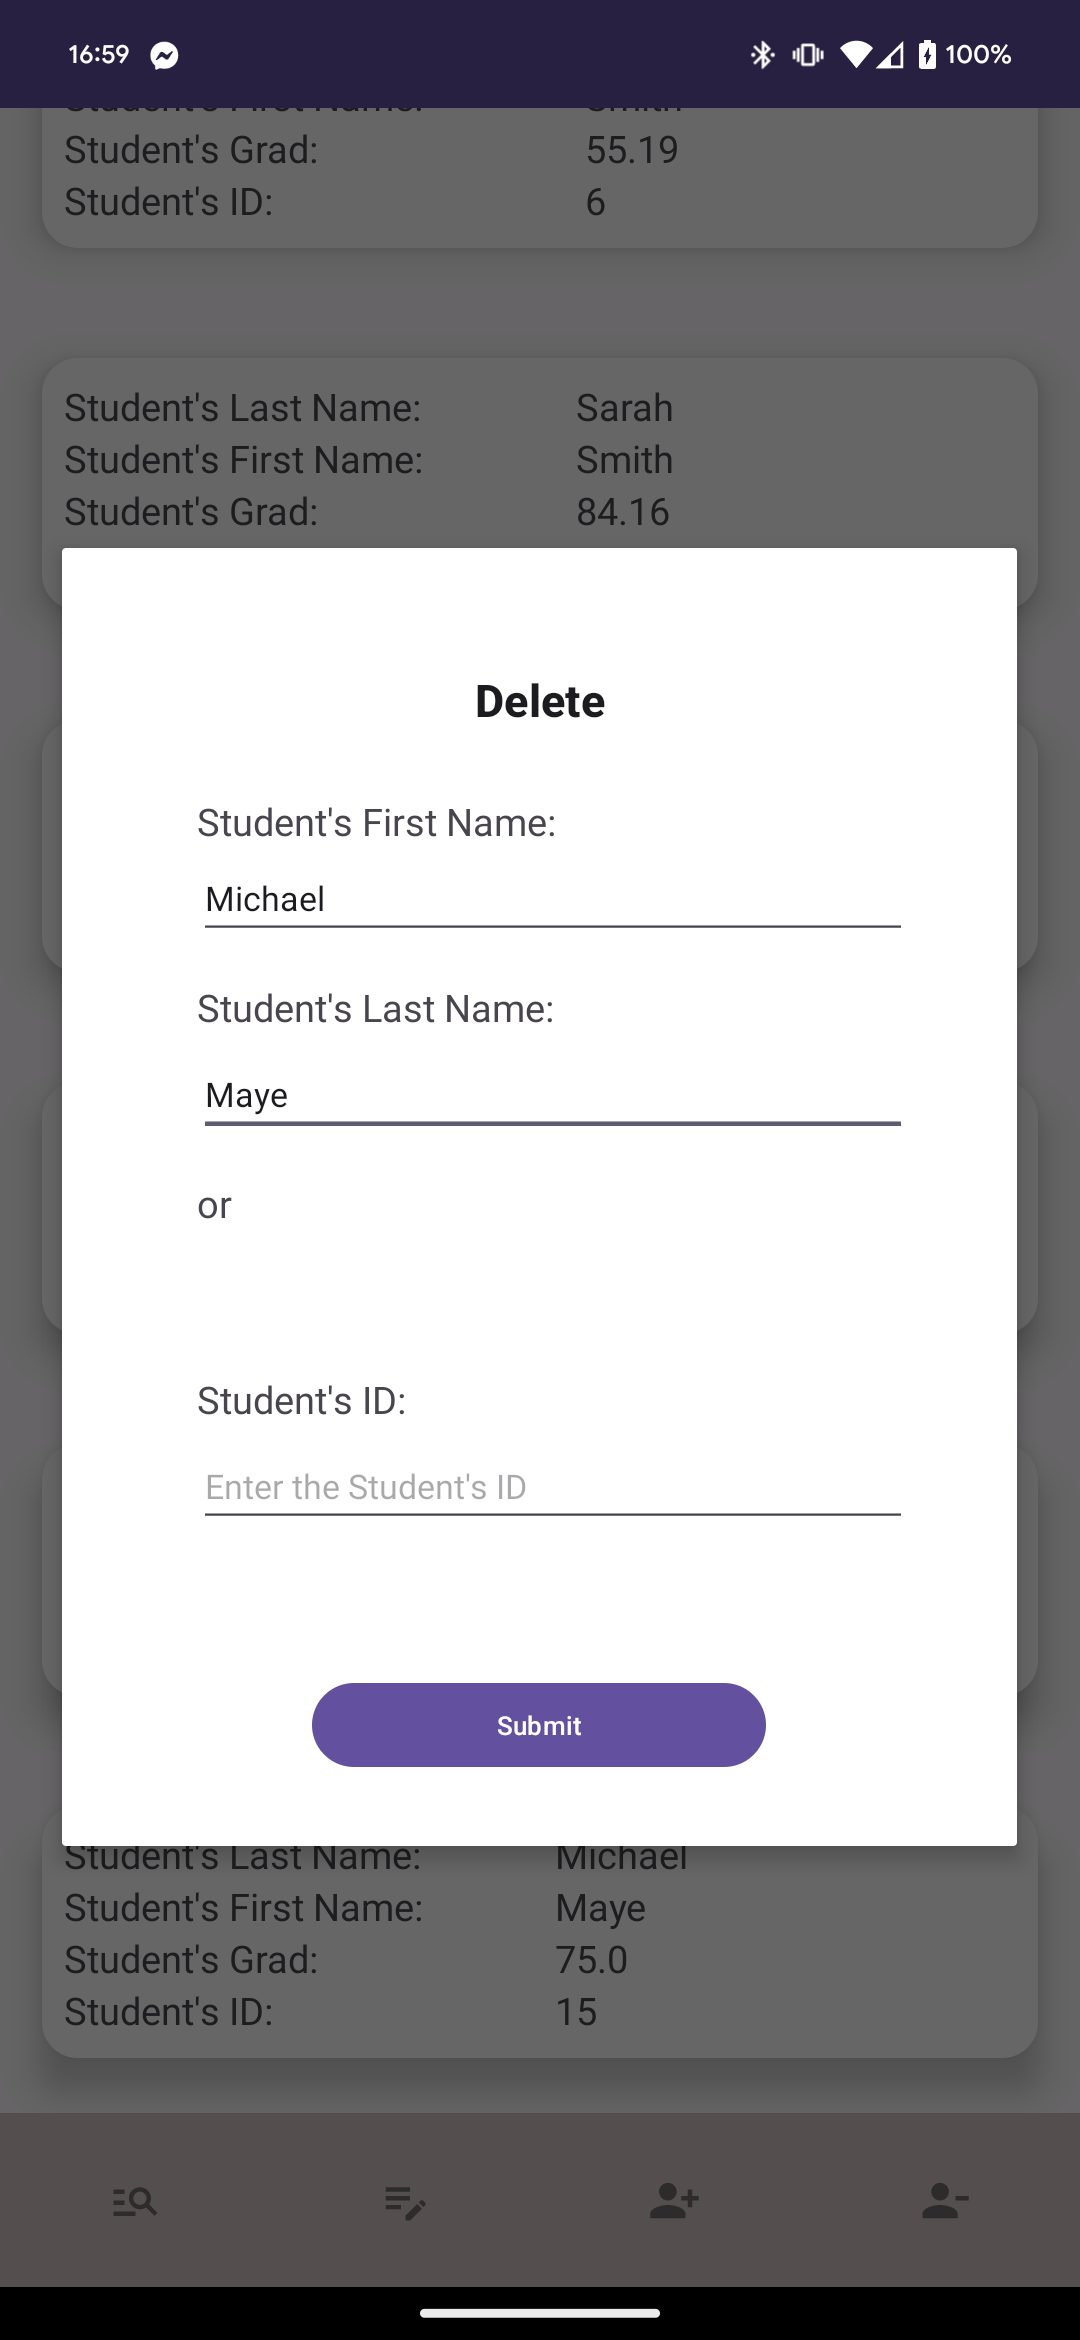 16:59 100%
Student's First Name: Smith
Student's Grad: 55.19
Student's ID: 6
Student's Last Name: Sarah
Student's First Name: Smith
Student's Grad: 84.16
Delete
Student's First Name:
Michael
Student's Last Name:
Maye
or
Student's ID:
Enter the Student's ID
Submit
Student's Last Name: Michael
Student's First Name: Maye
Student's Grad: 75.0
Student's ID: 15